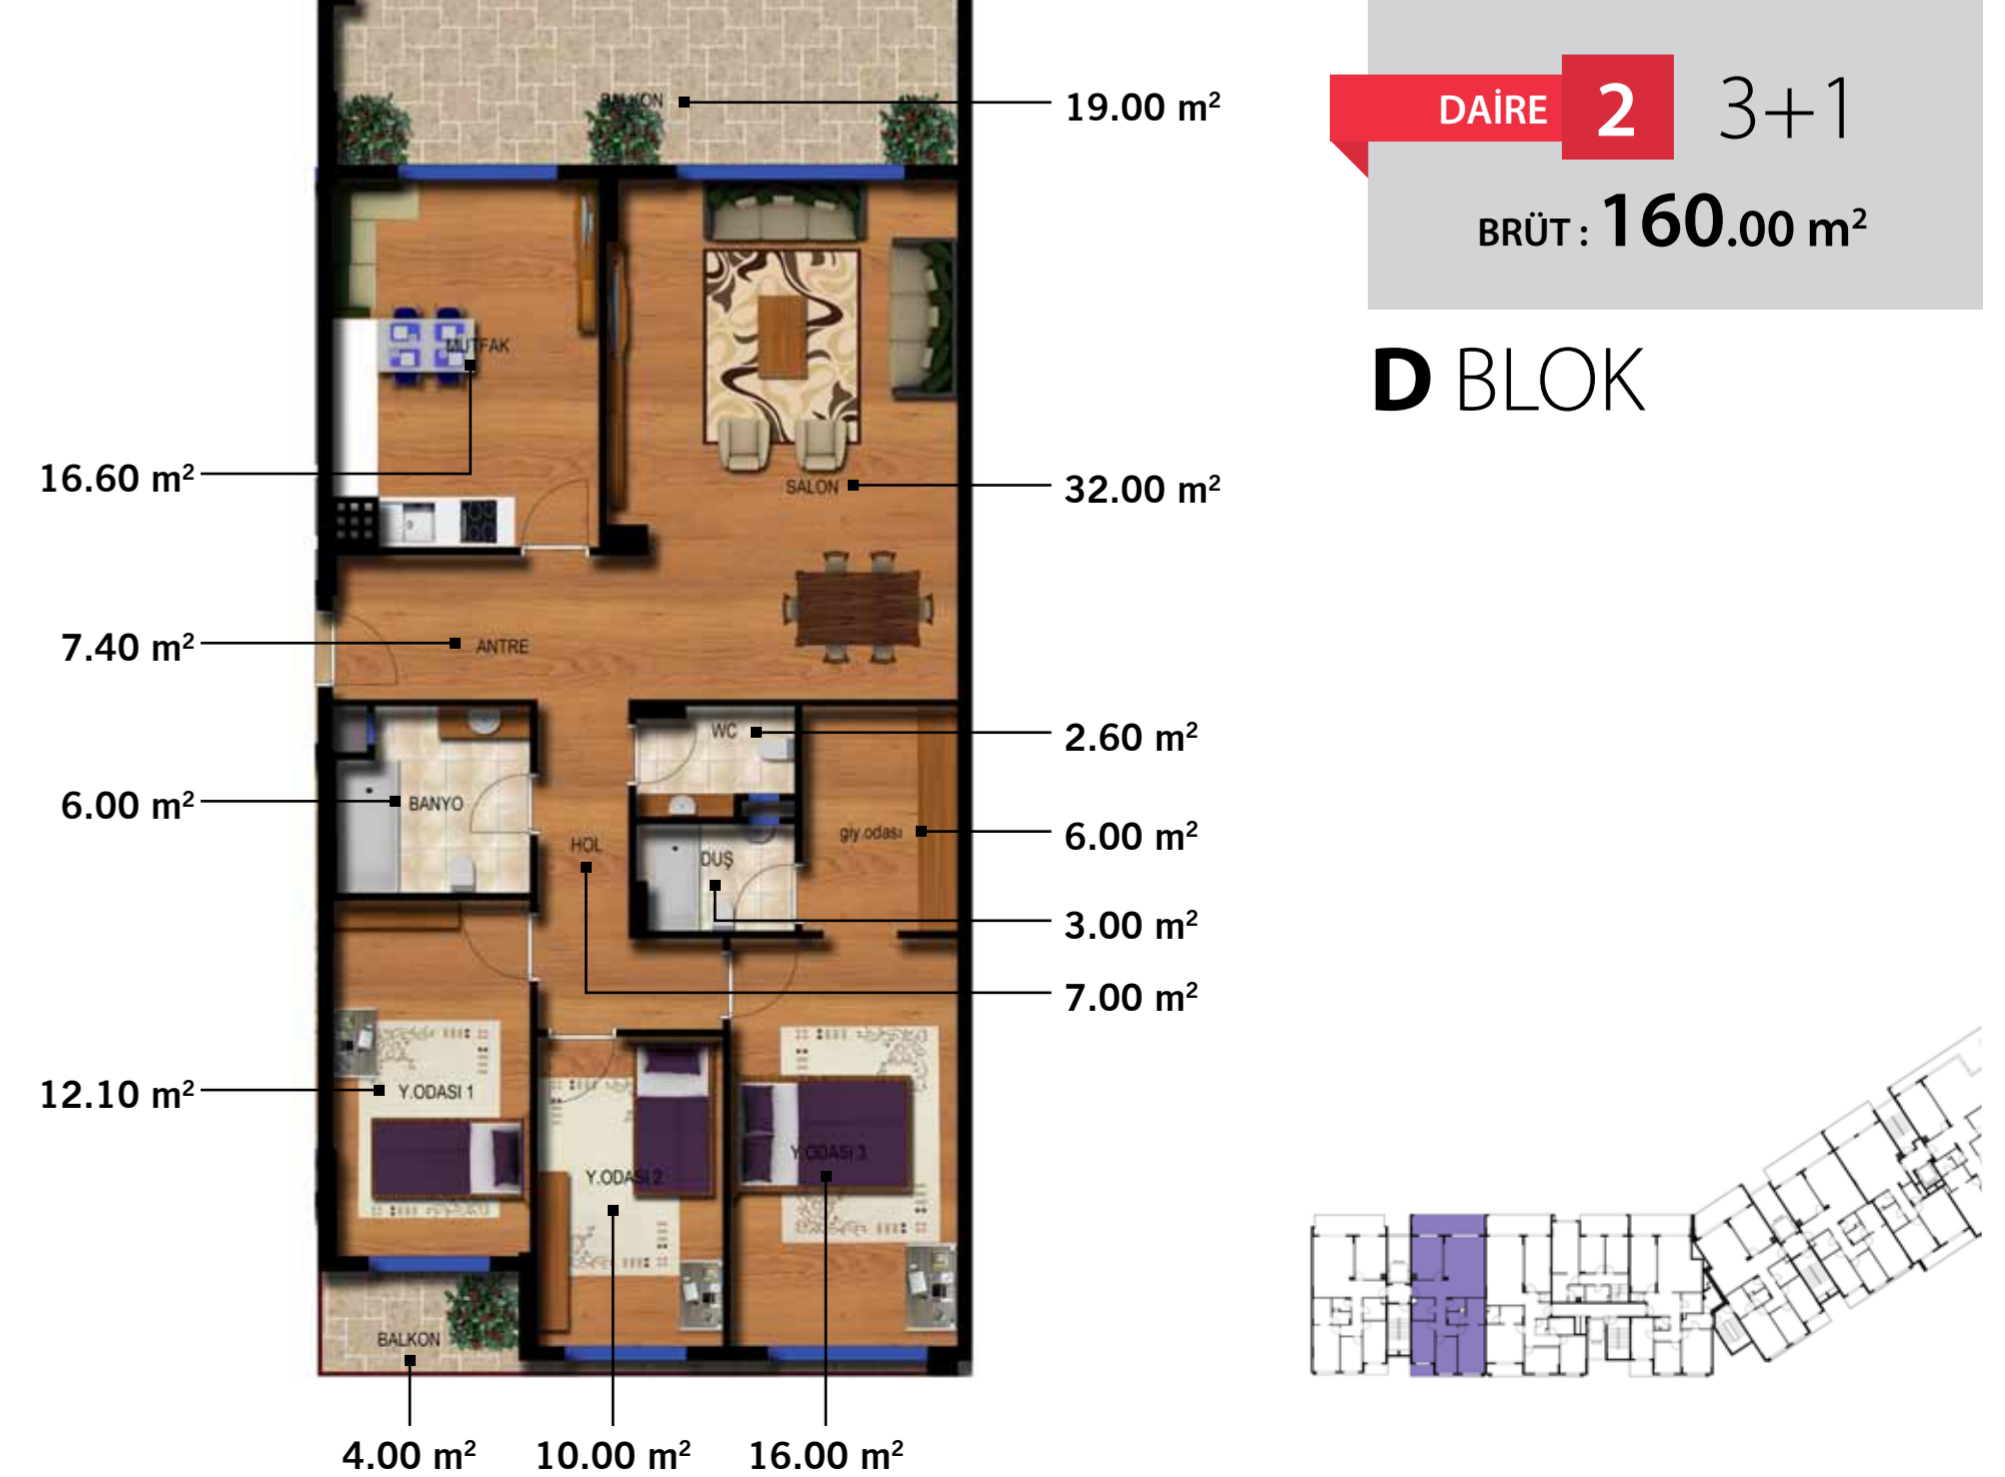 BALKON
19.00 m²
DAİRE 2 3+1
BRÜT : 160.00 m²
D BLOK
MUTFAK
16.60 m²
SALON
32.00 m²
7.40 m²
ANTRE
WC
2.60 m²
6.00 m²
BANYO
giy.odası
6.00 m²
HOL
DUŞ
3.00 m²
7.00 m²
12.10 m²
Y.ODASI 1
Y.ODASI 2
Y.ODASI 3
BALKON
4.00 m²
10.00 m²
16.00 m²